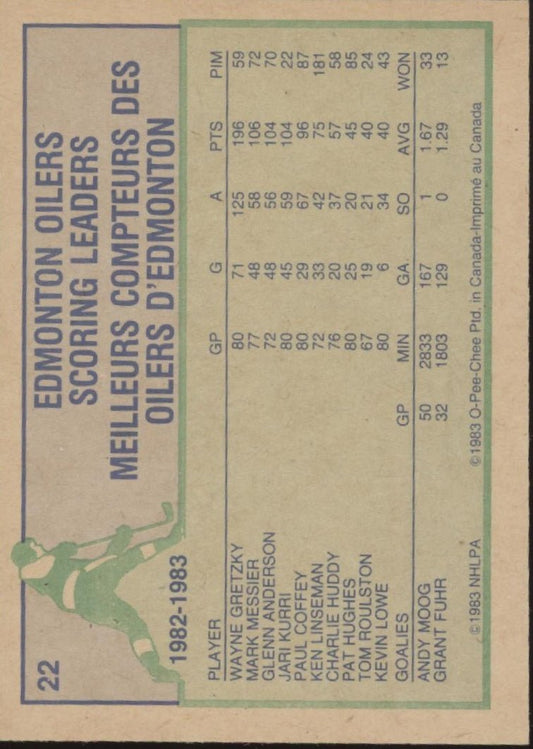 22
EDMONTON OILERS
SCORING LEADERS
MEILLEURS COMPTEURS DES
OILERS D'EDMONTON
1982-1983
PLAYER GP G A PTS PIM
WAYNE GRETZKY 80 71 125 196 59
MARK MESSIER 77 48 58 106 72
GLENN ANDERSON 72 48 56 104 70
JARI KURRI 80 45 59 104 22
PAUL COFFEY 80 29 67 96 87
KEN LINSEMAN 72 33 42 75 181
CHARLIE HUDDY 76 20 37 57 58
PAT HUGHES 80 25 20 45 85
TOM ROULSTON 67 19 21 40 24
KEVIN LOWE 80 6 34 40 43
GOALIES GP MIN GA. SO AVG WON
ANDY MOOG 50 2833 167 1 1.67 33
GRANT FUHR 32 1803 129 0 1.29 13
©1983 NHLPA ©1983 O-Pee-Chee Ptd. in Canada-Imprimé au Canada